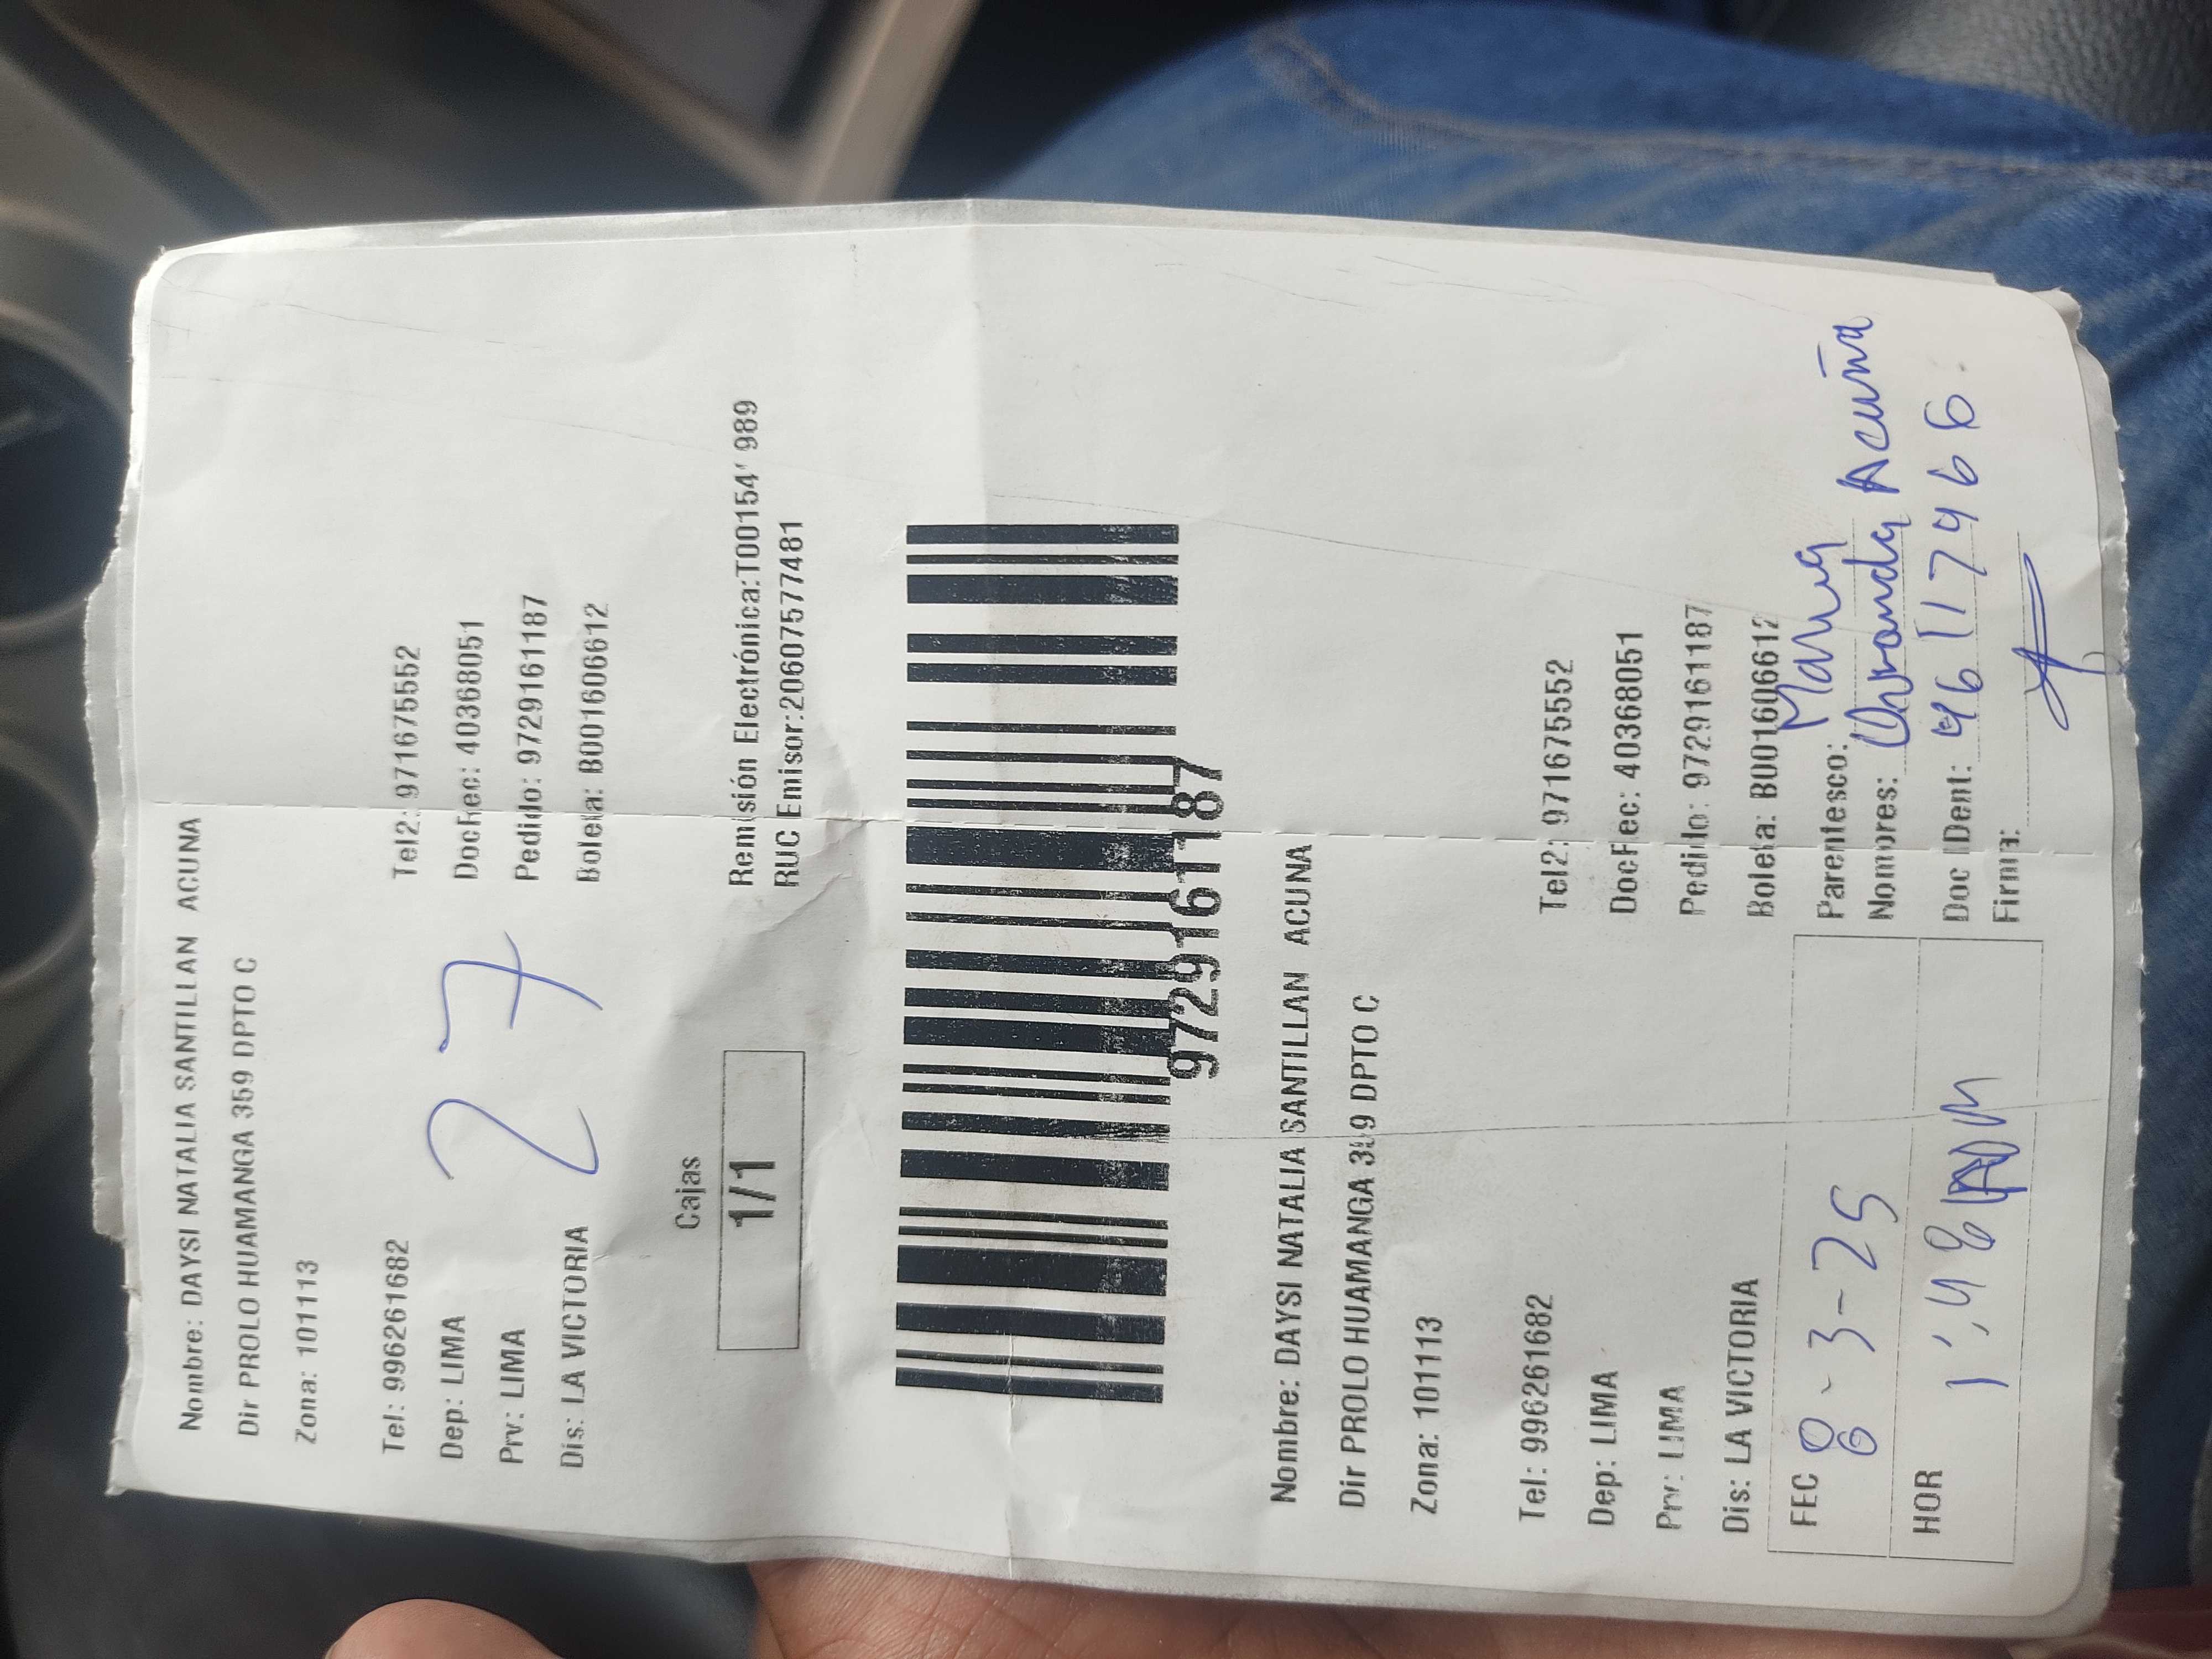 Nombre: DAYSI NATALIA SANTILLAN ACUNA
Dir PROLO HUAMANGA 359 DPTO C
Zona: 101113
Tel: 996261682 Tel2: 971675552
Dep: LIMA DocFec: 40368051
Prv: LIMA Pedido: 9729161187
Dis: LA VICTORIA Boleta: B001606612
27
Cajas
1/1
Remisión Electrónica:T00154' 989
RUC Emisor:20607577481
9729161187
Nombre: DAYSI NATALIA SANTILLAN ACUNA
Dir PROLO HUAMANGA 359 DPTO C
Zona: 101113
Tel: 996261682 Tel2: 971675552
Dep: LIMA DocFec: 40368051
Prv: LIMA Pedido: 9729161187
Dis: LA VICTORIA Boleta: B001606612
FEC 8-3-25
Parentesco:
Nombres: Acuña
HOR 1:48
Doc IDent: 46117466
Firma: